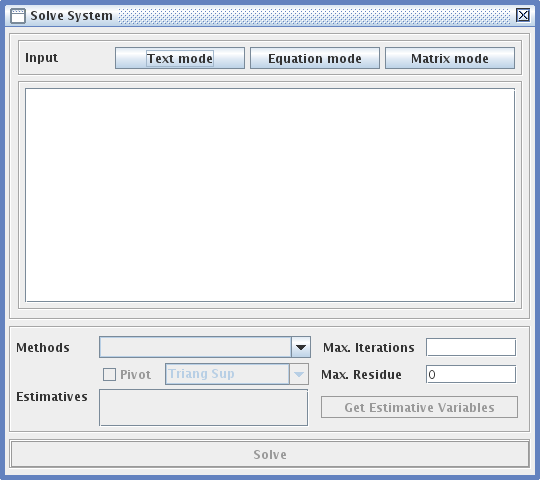 Solve System
Input Text mode Equation mode Matrix mode
Methods Max. Iterations
Pivot Triang Sup Max. Residue 0
Estimatives Get Estimative Variables
Solve